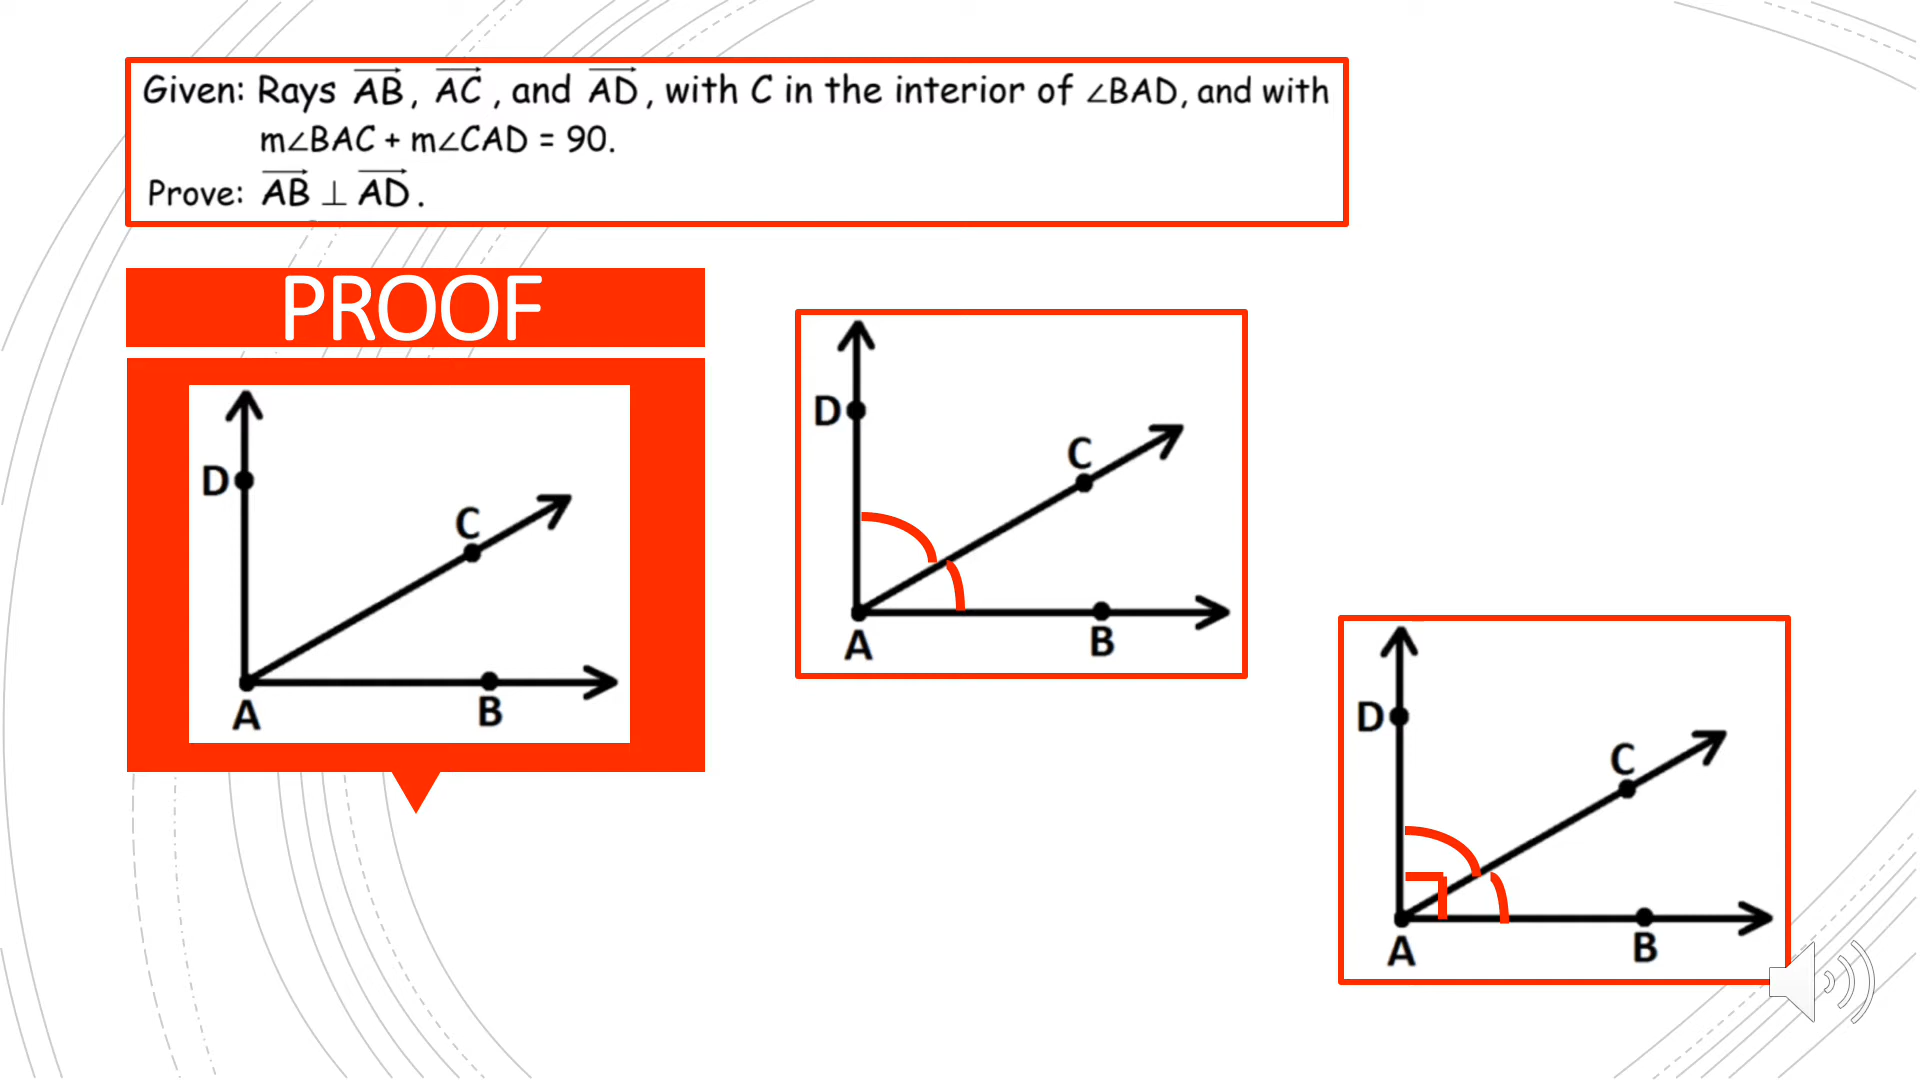 Given: Rays AB, AC, and AD, with C in the interior of ∠BAD, and with
m∠BAC + m∠CAD = 90.
Prove: AB ⊥ AD.
PROOF
D
C
A
B
D
C
A
B
D
C
A
B